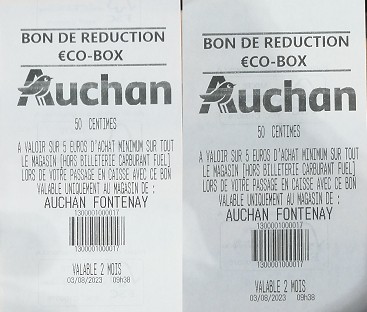 BON DE REDUCTION
€CO-BOX
Auchan
50 CENTIMES
A VALOIR SUR 5 EUROS D'ACHAT MINIMUM SUR TOUT
LE MAGASIN [HORS BILLETERIE CARBURANT FUEL]
LORS DE VOTRE PASSAGE EN CAISSE AVEC CE BON
VALABLE UNIQUEMENT AU MAGASIN DE :
AUCHAN FONTENAY
1300001000017
1300001000017
VALABLE 2 MOIS
03/08/2023 09h38
BON DE REDUCTION
€CO-BOX
Auchan
50 CENTIMES
A VALOIR SUR 5 EUROS D'ACHAT MINIMUM SUR TOUT
LE MAGASIN [HORS BILLETERIE CARBURANT FUEL]
LORS DE VOTRE PASSAGE EN CAISSE AVEC CE BON
VALABLE UNIQUEMENT AU MAGASIN DE :
AUCHAN FONTENAY
1300001000017
1300001000017
VALABLE 2 MOIS
03/08/2023 09h38